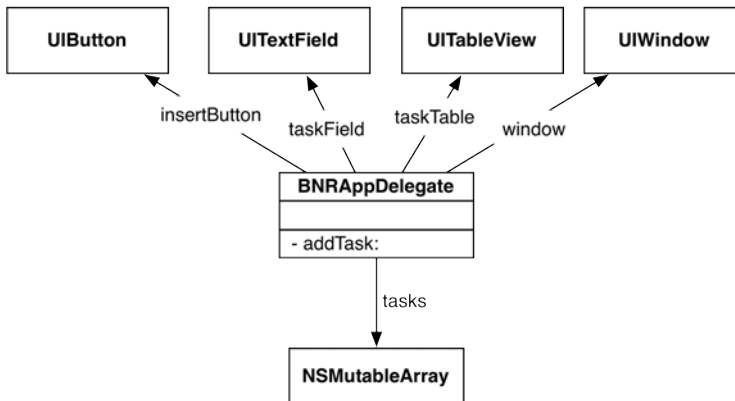 UIButton
UITextField
UITableView
UIWindow
insertButton
taskField
taskTable
window
BNRAppDelegate
- addTask:
tasks
NSMutableArray